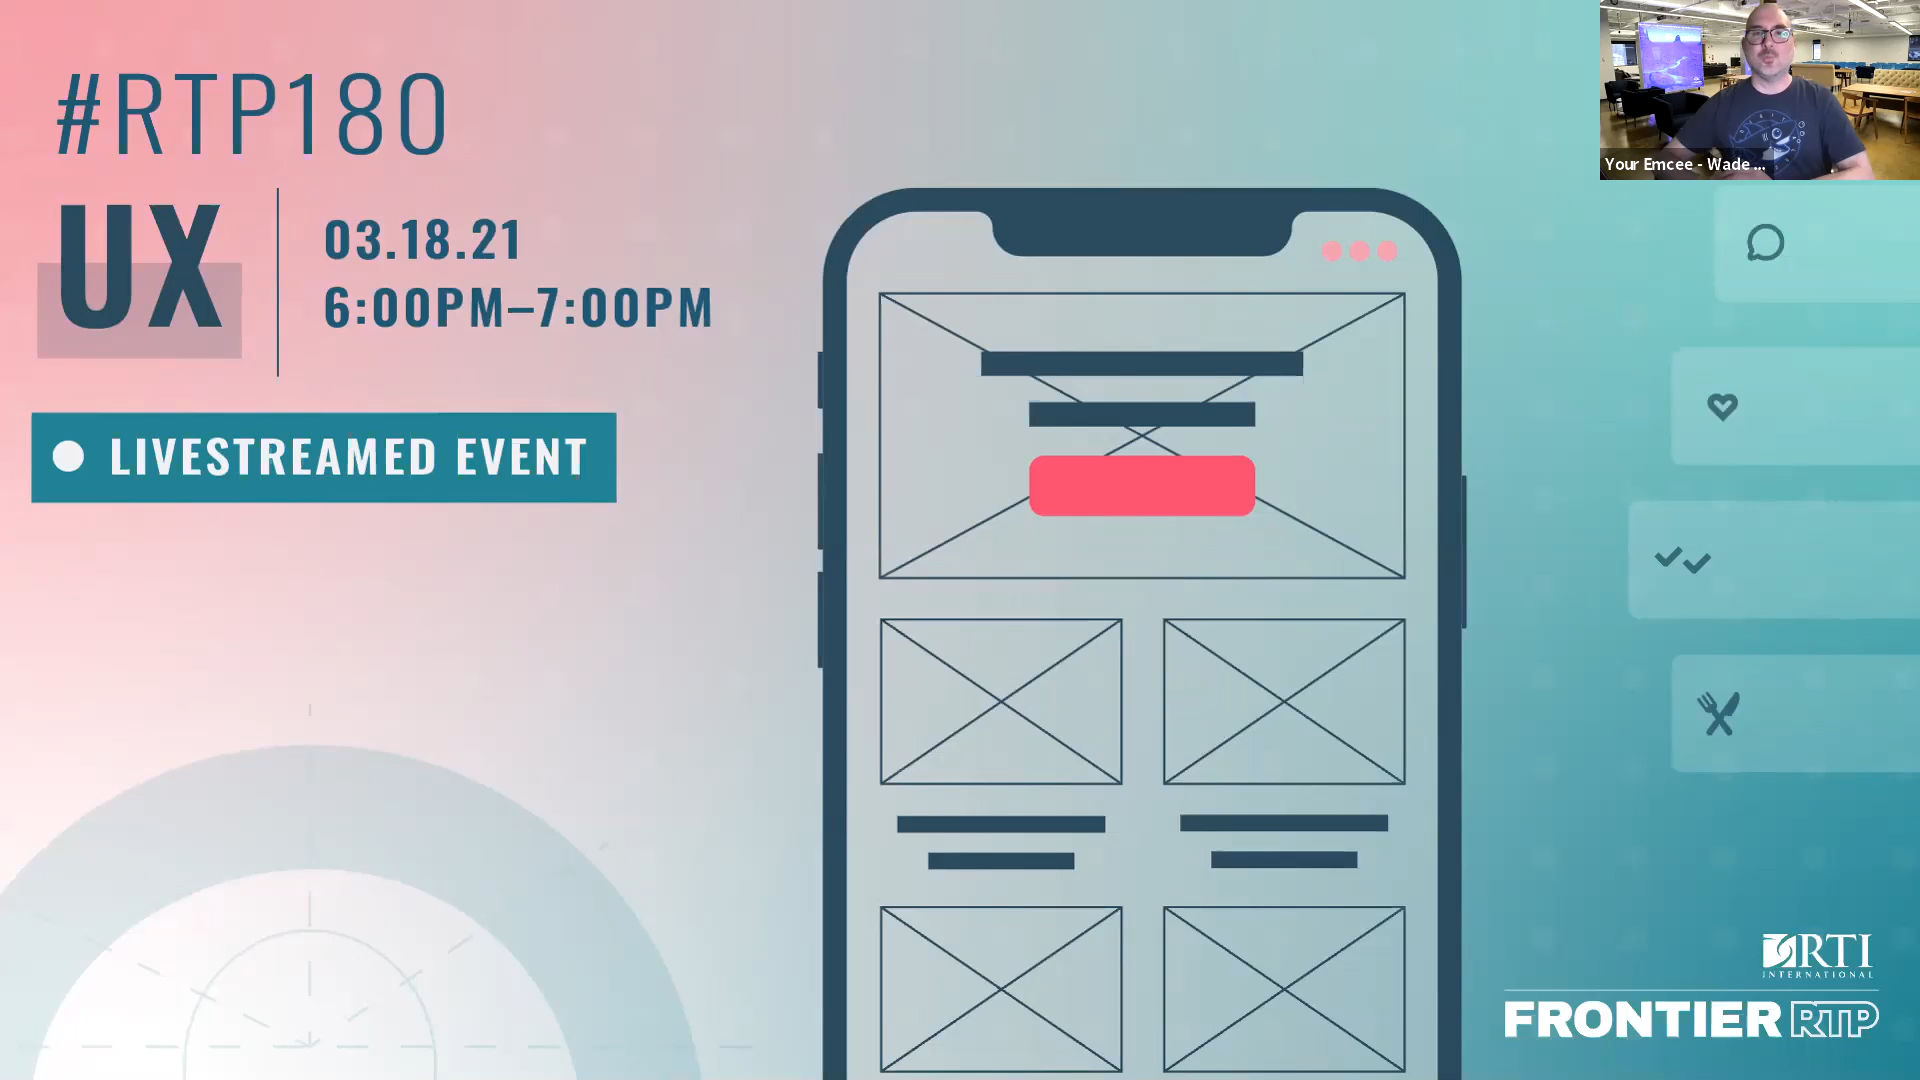 #RTP180
UX
03.18.21
6:00PM–7:00PM
LIVESTREAMED EVENT
Your Emcee - Wade ...
RTI
INTERNATIONAL
FRONTIER RTP